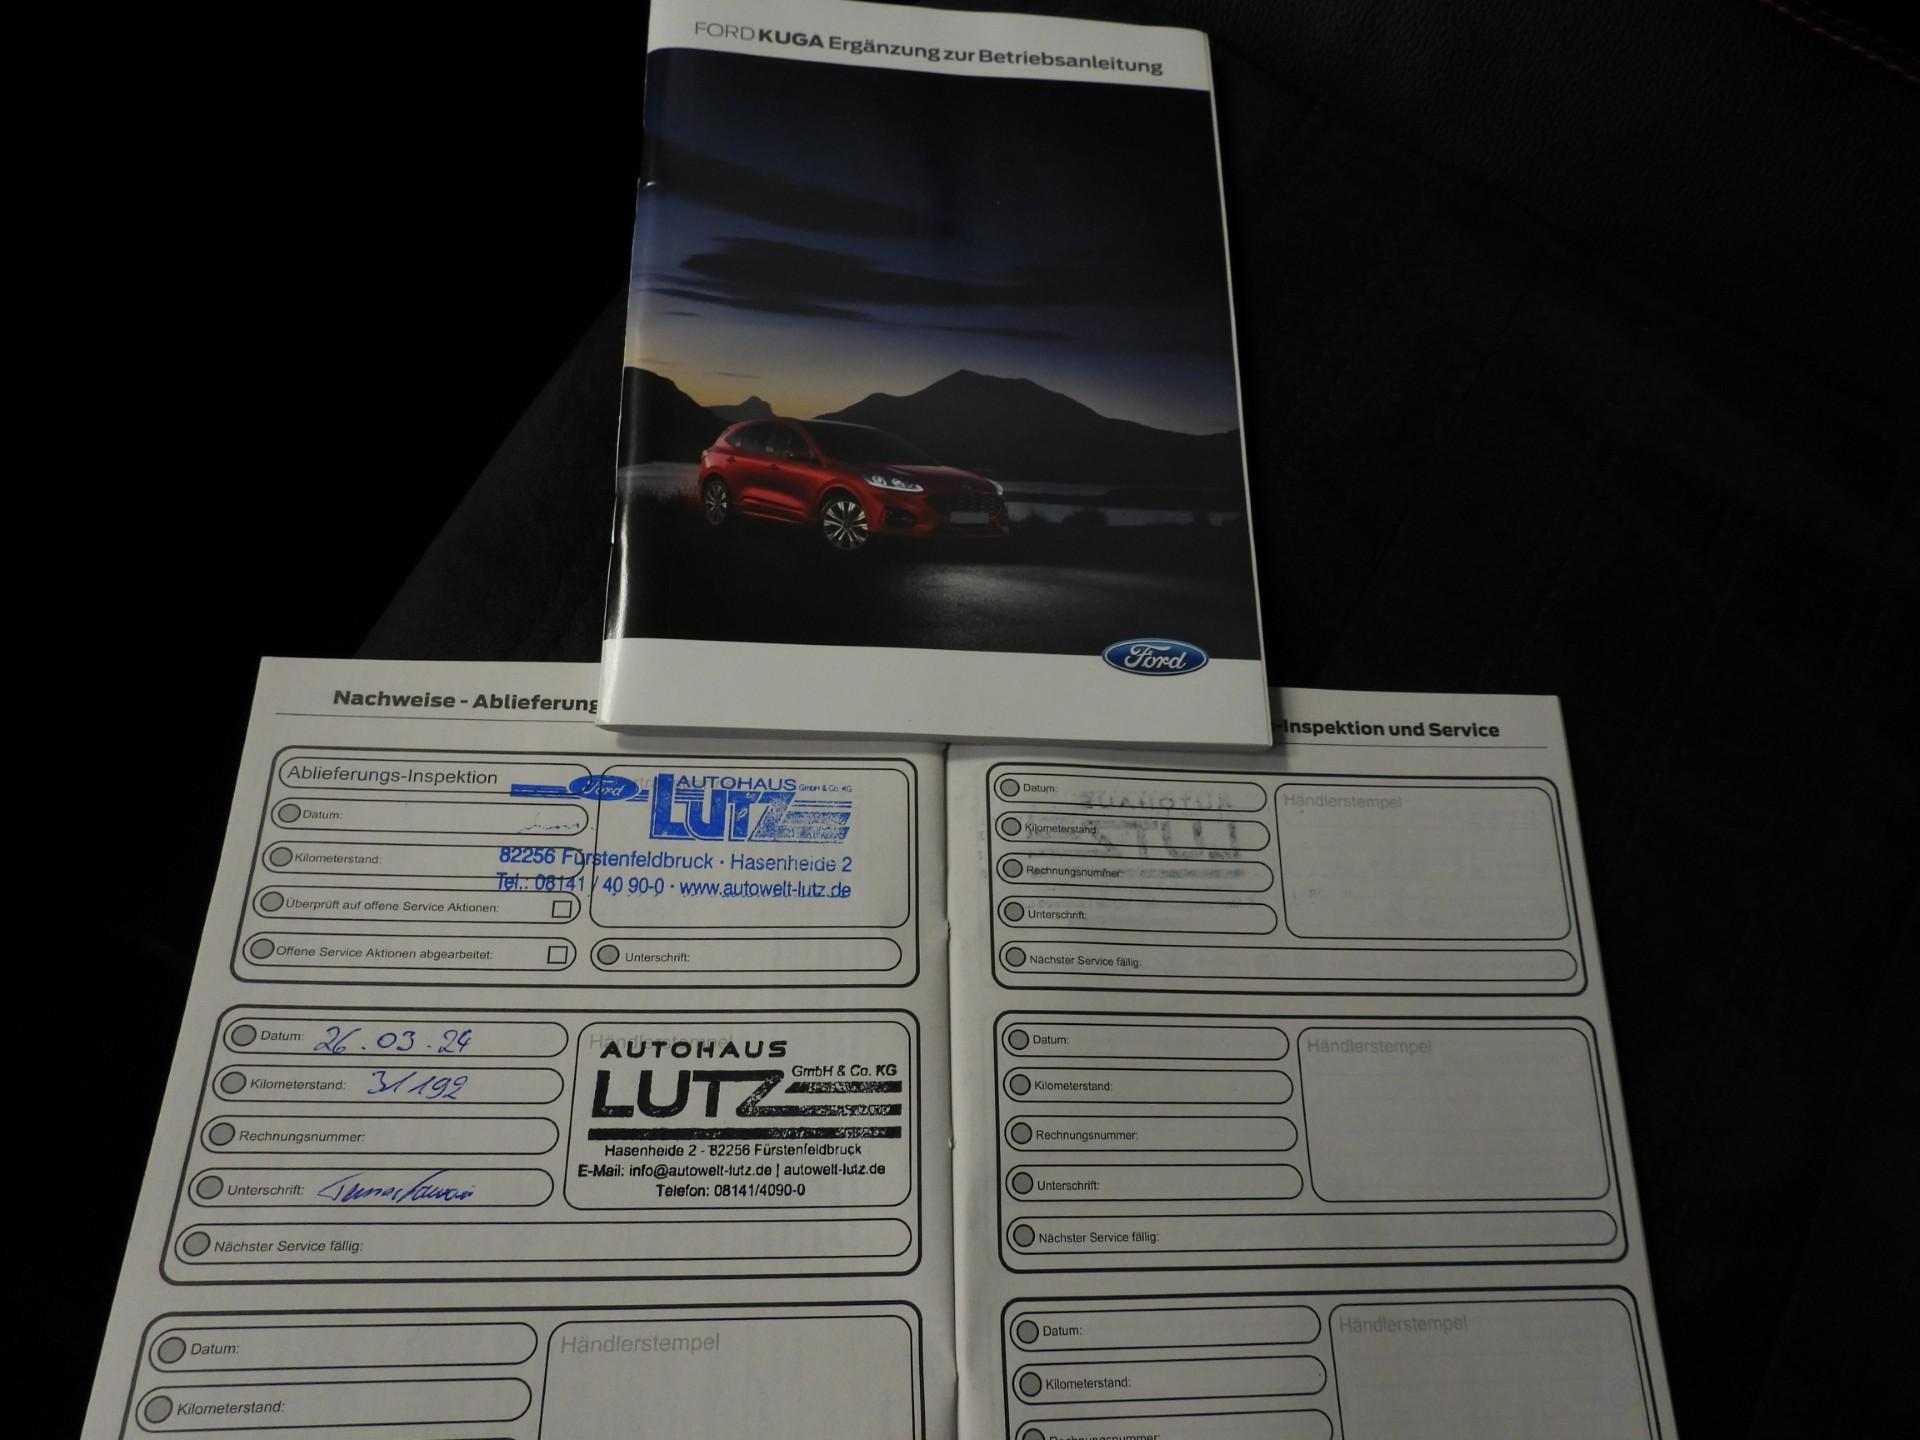 FORD KUGA Ergänzung zur Betriebsanleitung
Ford
Nachweise - Ablieferung
-Inspektion und Service
Ablieferungs-Inspektion
Datum:
Kilometerstand:
Überprüft auf offene Service Aktionen:
Offene Service Aktionen abgearbeitet:
Ford AUTOHAUS GmbH & Co. KG
LUTZ
82256 Fürstenfeldbruck · Hasenheide 2
Tel.: 08141 / 40 90-0 · www.autowelt-lutz.de
Unterschrift:
Datum: 26.03.24
Kilometerstand: 31192
Rechnungsnummer:
Unterschrift:
Nächster Service fällig:
Händlerstempel
AUTOHAUS
LUTZ GmbH & Co. KG
Hasenheide 2 - 82256 Fürstenfeldbruck
E-Mail: info@autowelt-lutz.de | autowelt-lutz.de
Telefon: 08141/4090-0
Datum:
Kilometerstand:
Händlerstempel
Datum:
Kilometerstand:
Rechnungsnummer:
Unterschrift:
Nächster Service fällig:
Händlerstempel
Datum:
Kilometerstand:
Rechnungsnummer:
Unterschrift:
Nächster Service fällig:
Händlerstempel
Datum:
Kilometerstand:
Rechnungsnummer:
Händlerstempel